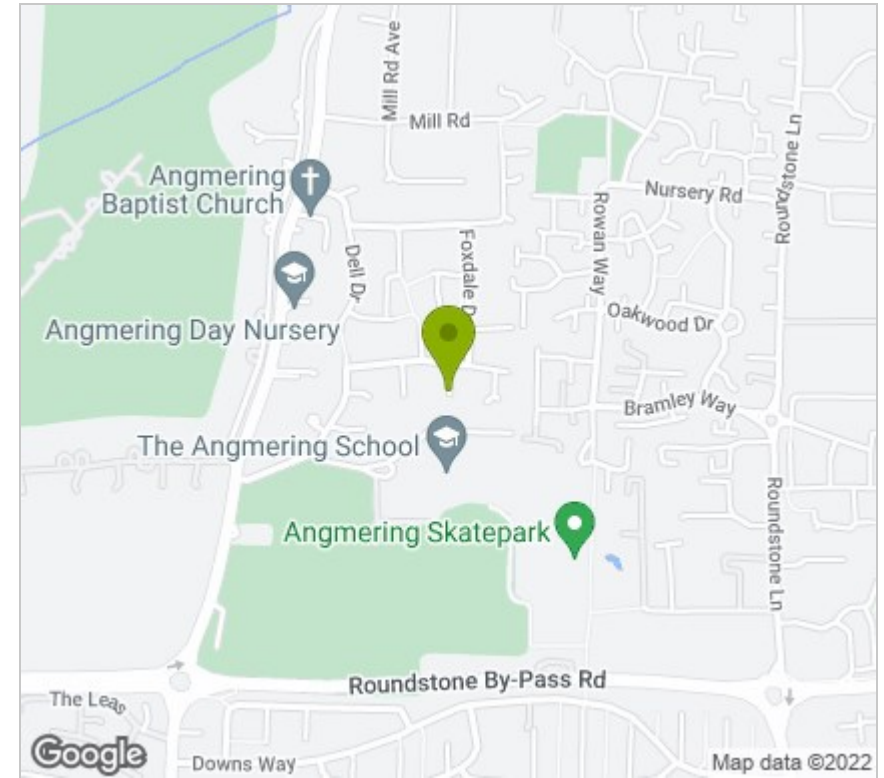 Mill Rd Ave
Mill Rd
Angmering
Baptist Church
Nursery Rd
Roundstone Ln
Rowan Way
Foxdale D
Dell Dr
Angmering Day Nursery
Oakwood Dr
Bramley Way
The Angmering School
Angmering Skatepark
Roundstone Ln
Roundstone By-Pass Rd
The Leas
Downs Way
Google
Map data ©2022